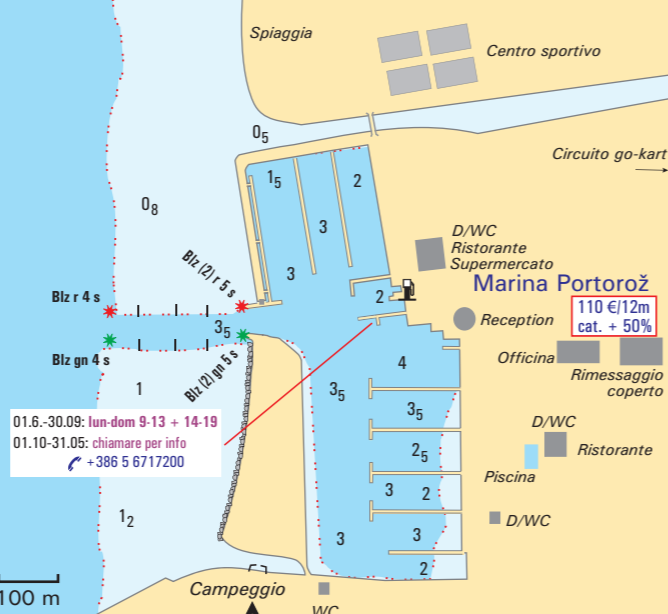 Spiaggia
Centro sportivo
0₅
Circuito go-kart
1₅
2
3
0₈
D/WC
Ristorante
Supermercato
Blz (2) r 5 s
3
Marina Portorož
Blz r 4 s
2
110 €/12m
cat. + 50%
Reception
3₅
Blz gn 4 s
Blz (2) gn 5 s
4
Officina
Rimessaggio
coperto
1
3₅
3₅
01.6.-30.09: lun-dom 9-13 + 14-19
01.10-31.05: chiamare per info
+386 5 6717200
D/WC
Ristorante
2₅
Piscina
3
2
1₂
D/WC
3
3
2
100 m
Campeggio
WC